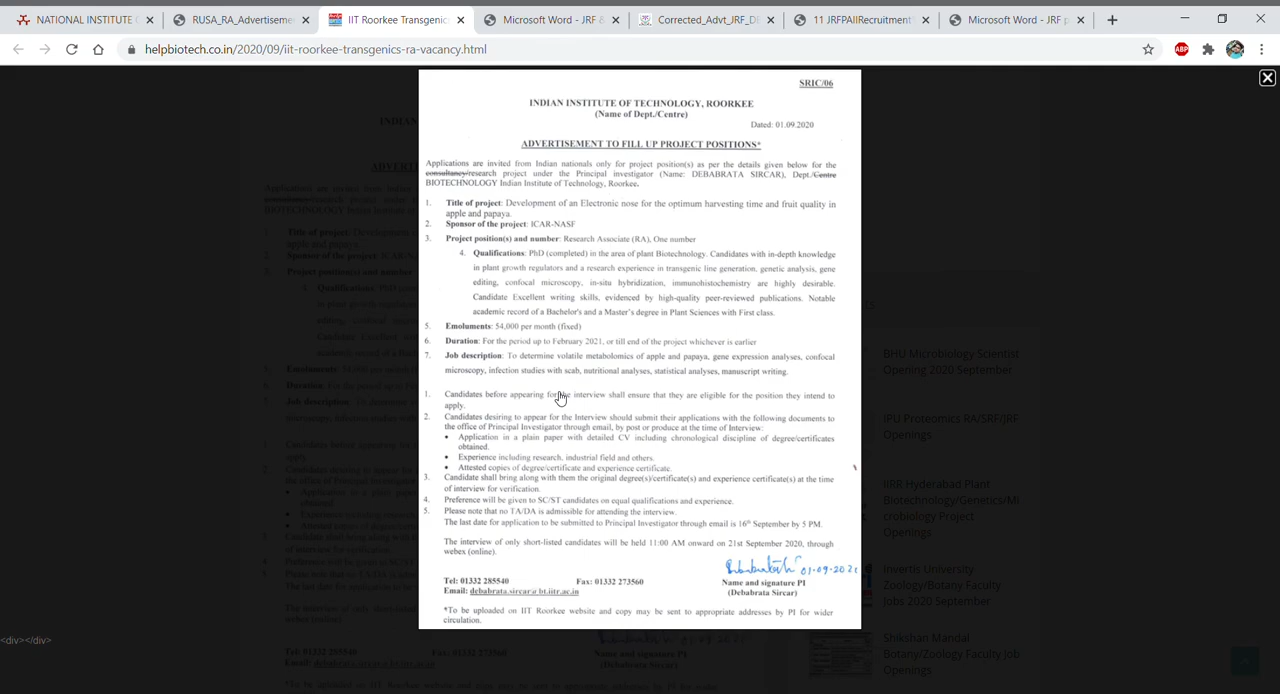 NATIONAL INSTITUTE
RUSA_RA_Advertiseme
IIT Roorkee Transgenic
Microsoft Word - JRF &
Corrected_Advt_JRF_D
11 JRFPAIIRecruitment
Microsoft Word - JRF p
helpbiotech.co.in/2020/09/iit-roorkee-transgenics-ra-vacancy.html
ABP
SRIC/06
INDIAN INSTITUTE OF TECHNOLOGY, ROORKEE
(Name of Dept./Centre)
Dated: 01.09.2020
ADVERTISEMENT TO FILL UP PROJECT POSITIONS*
Applications are invited from Indian nationals only for project position(s) as per the details given below for the
consultancy/research project under the Principal investigator (Name: DEBABRATA SIRCAR), Dept./Centre
BIOTECHNOLOGY Indian Institute of Technology, Roorkee.
1. Title of project: Development of an Electronic nose for the optimum harvesting time and fruit quality in
apple and papaya.
2. Sponsor of the project: ICAR-NASF
3. Project position(s) and number: Research Associate (RA), One number
4. Qualifications: PhD (completed) in the area of plant Biotechnology. Candidates with in-depth knowledge
in plant growth regulators and a research experience in transgenic line generation, genetic analysis, gene
editing, confocal microscopy, in-situ hybridization, immunohistochemistry are highly desirable.
Candidate Excellent writing skills, evidenced by high-quality peer-reviewed publications. Notable
academic record of a Bachelor's and a Master's degree in Plant Sciences with First class.
5. Emoluments: 54,000 per month (fixed)
6. Duration: For the period up to February 2021, or till end of the project whichever is earlier
7. Job description: To determine volatile metabolomics of apple and papaya, gene expression analyses, confocal
microscopy, infection studies with scab, nutritional analyses, statistical analyses, manuscript writing.
1. Candidates before appearing for the interview shall ensure that they are eligible for the position they intend to
apply.
2. Candidates desiring to appear for the Interview should submit their applications with the following documents to
the office of Principal Investigator through email, by post or produce at the time of Interview:
• Application in a plain paper with detailed CV including chronological discipline of degree/certificates
obtained.
• Experience including research, industrial field and others.
• Attested copies of degree/certificate and experience certificate.
3. Candidate shall bring along with them the original degree(s)/certificate(s) and experience certificate(s) at the time
of interview for verification.
4. Preference will be given to SC/ST candidates on equal qualifications and experience.
5. Please note that no TA/DA is admissible for attending the interview.
The last date for application to be submitted to Principal Investigator through email is 16th September by 5 PM.
The interview of only short-listed candidates will be held 11:00 AM onward on 21st September 2020, through
webex (online).
Debabrata 01-09-202
Tel: 01332 285540 Fax: 01332 273560 Name and signature PI
Email: debabrata.sircar@bt.iitr.ac.in (Debabrata Sircar)
*To be uploaded on IIT Roorkee website and copy may be sent to appropriate addresses by PI for wider
circulation.
BHU Microbiology Scientist
Opening 2020 September
IPU Proteomics RA/SRF/JRF
Openings
IIRR Hyderabad Plant
Biotechnology/Genetics/Mi
crobiology Project
Openings
Invertis University
Zoology/Botany Faculty
Jobs 2020 September
Shikshan Mandal
Botany/Zoology Faculty Job
Openings
<div></div>